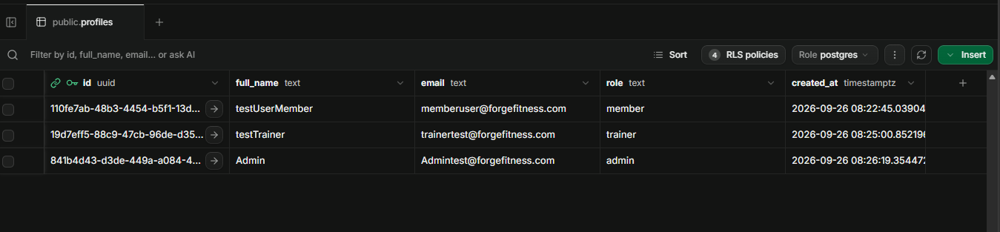 public.profiles
Filter by id, full_name, email... or ask AI Sort 4 RLS policies Role postgres Insert
id uuid full_name text email text role text created_at timestamptz
110fe7ab-48b3-4454-b5f1-13d... testUserMember memberuser@forgefitness.com member 2026-09-26 08:22:45.03904
19d7eff5-88c9-47cb-96de-d35... testTrainer trainertest@forgefitness.com trainer 2026-09-26 08:25:00.852196
841b4d43-d3de-449a-a084-4... Admin Admintest@forgefitness.com admin 2026-09-26 08:26:19.354472